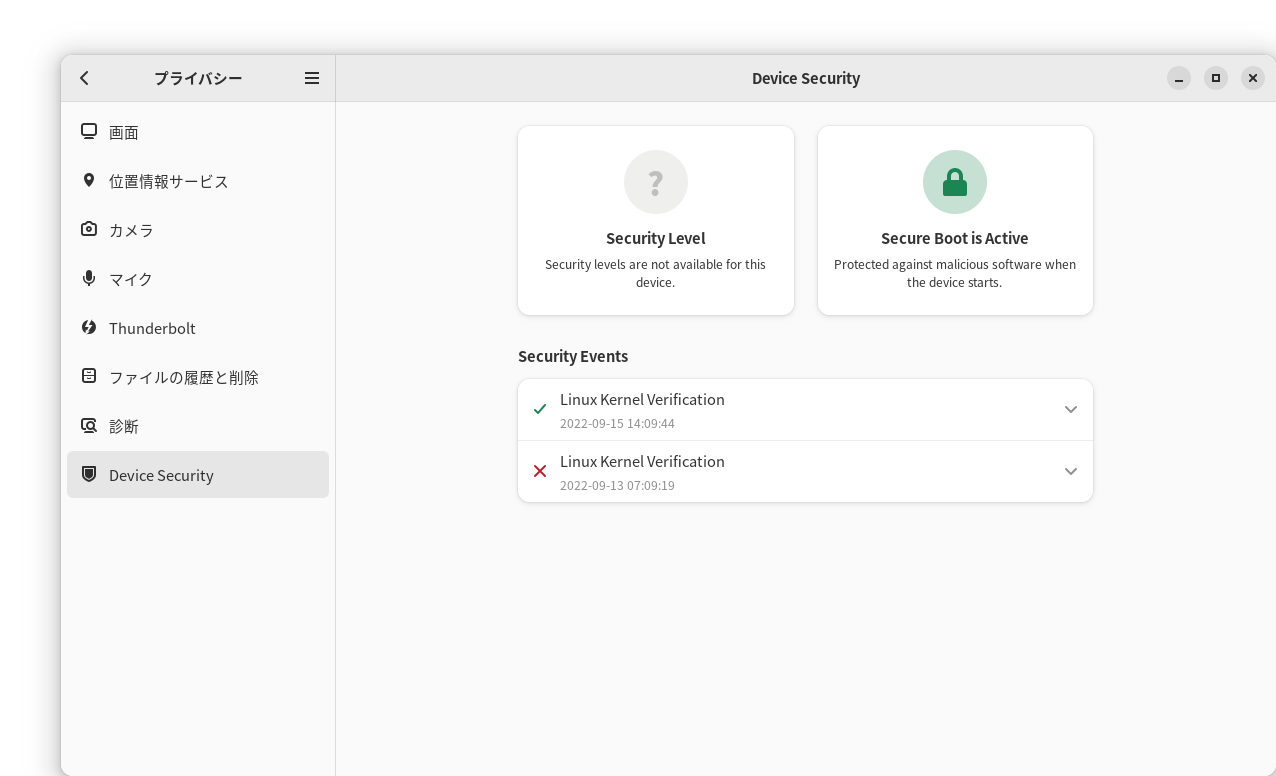 プライバシー
Device Security
画面
位置情報サービス
カメラ
マイク
Thunderbolt
ファイルの履歴と削除
診断
Device Security
?
Security Level
Security levels are not available for this
device.
Secure Boot is Active
Protected against malicious software when
the device starts.
Security Events
Linux Kernel Verification
2022-09-15 14:09:44
Linux Kernel Verification
2022-09-13 07:09:19